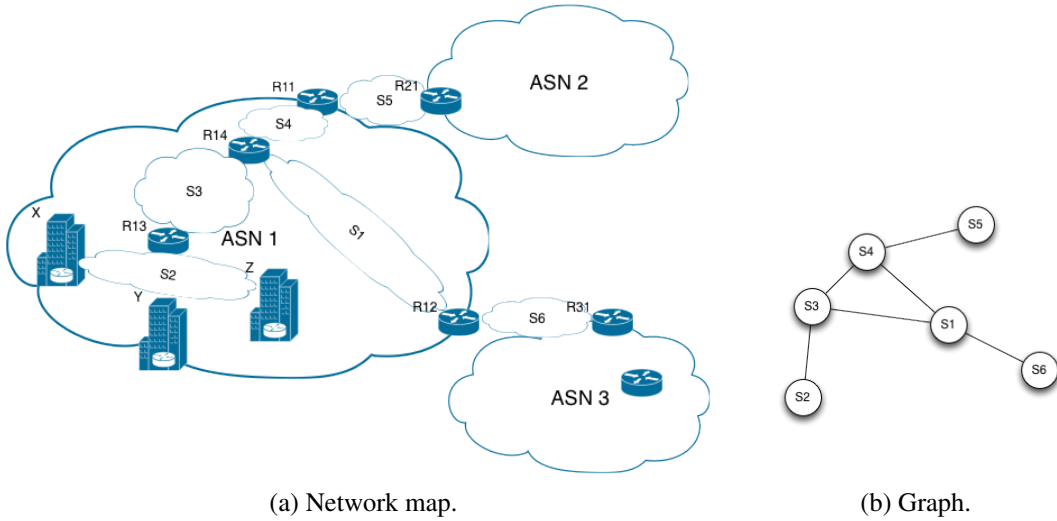 ASN 2
R11
R21
S5
S4
R14
S3
X
R13
ASN 1
S1
S2
Z
Y
R12
S6
R31
ASN 3
(a) Network map.
S5
S4
S3
S1
S6
S2
(b) Graph.